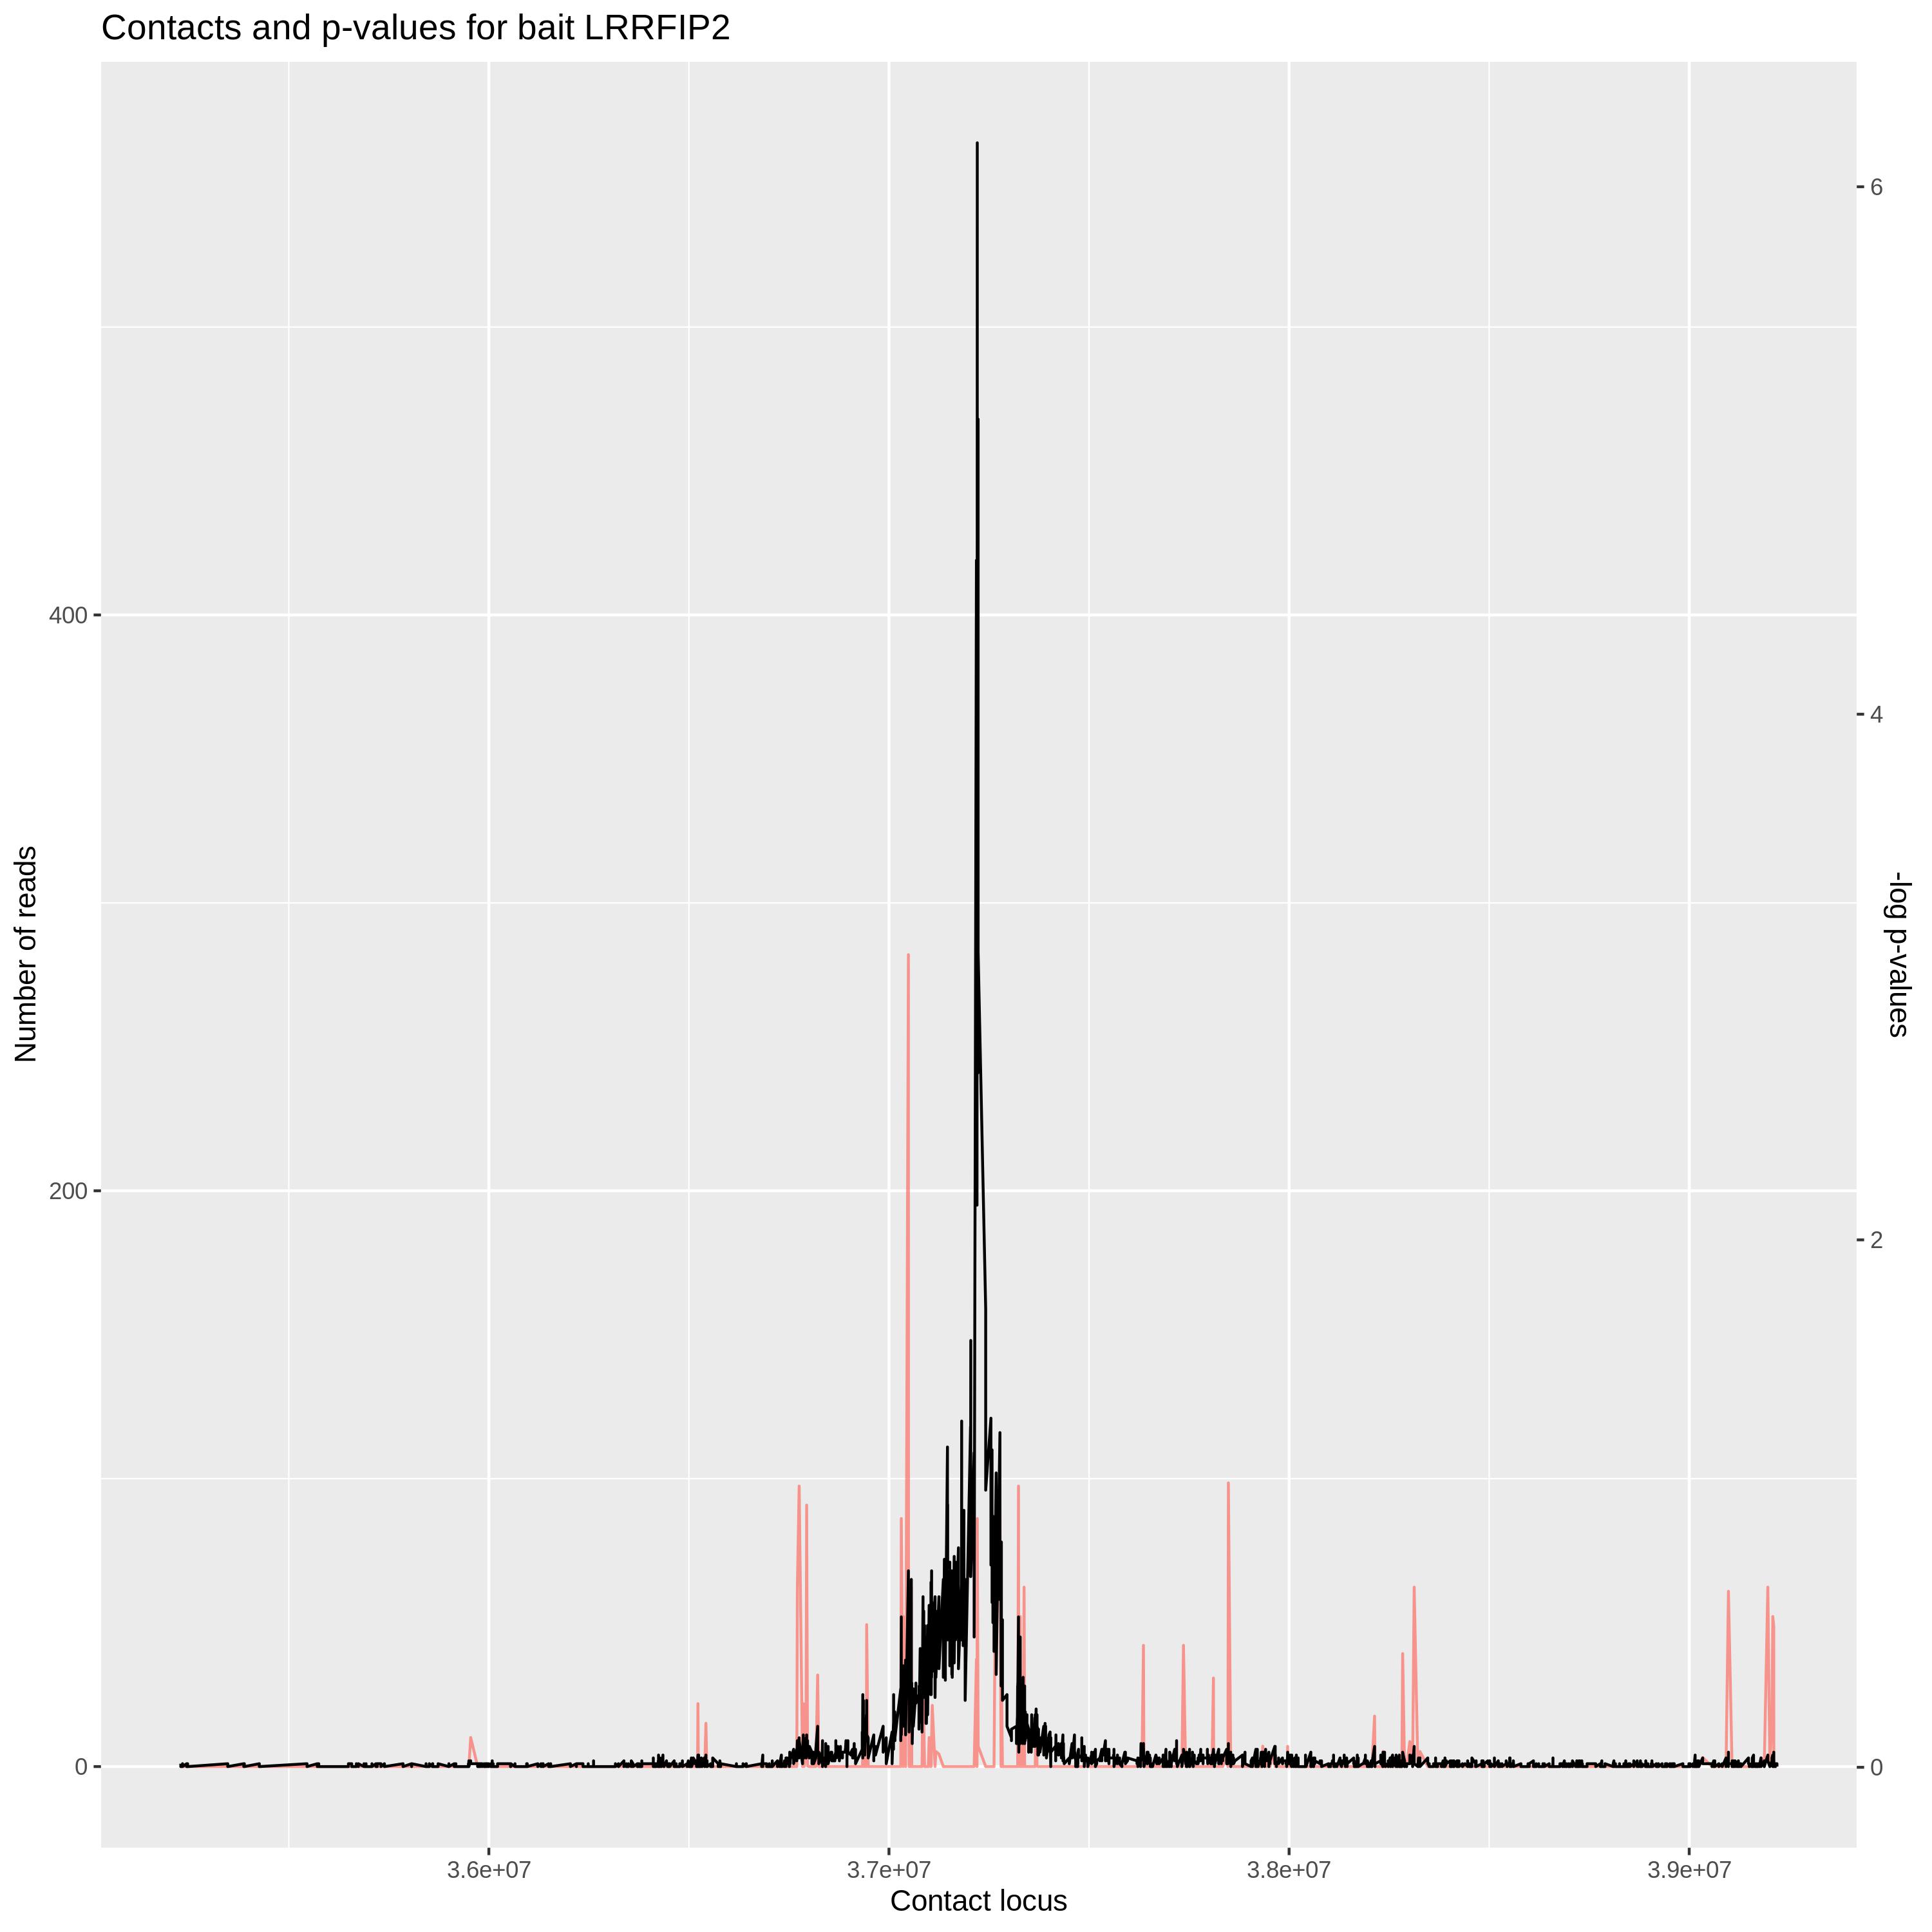 Contacts and p-values for bait LRRFIP2
Number of reads
400
200
0
6
4
2
0
-log p-values
3.6e+07
3.7e+07
3.8e+07
3.9e+07
Contact locus